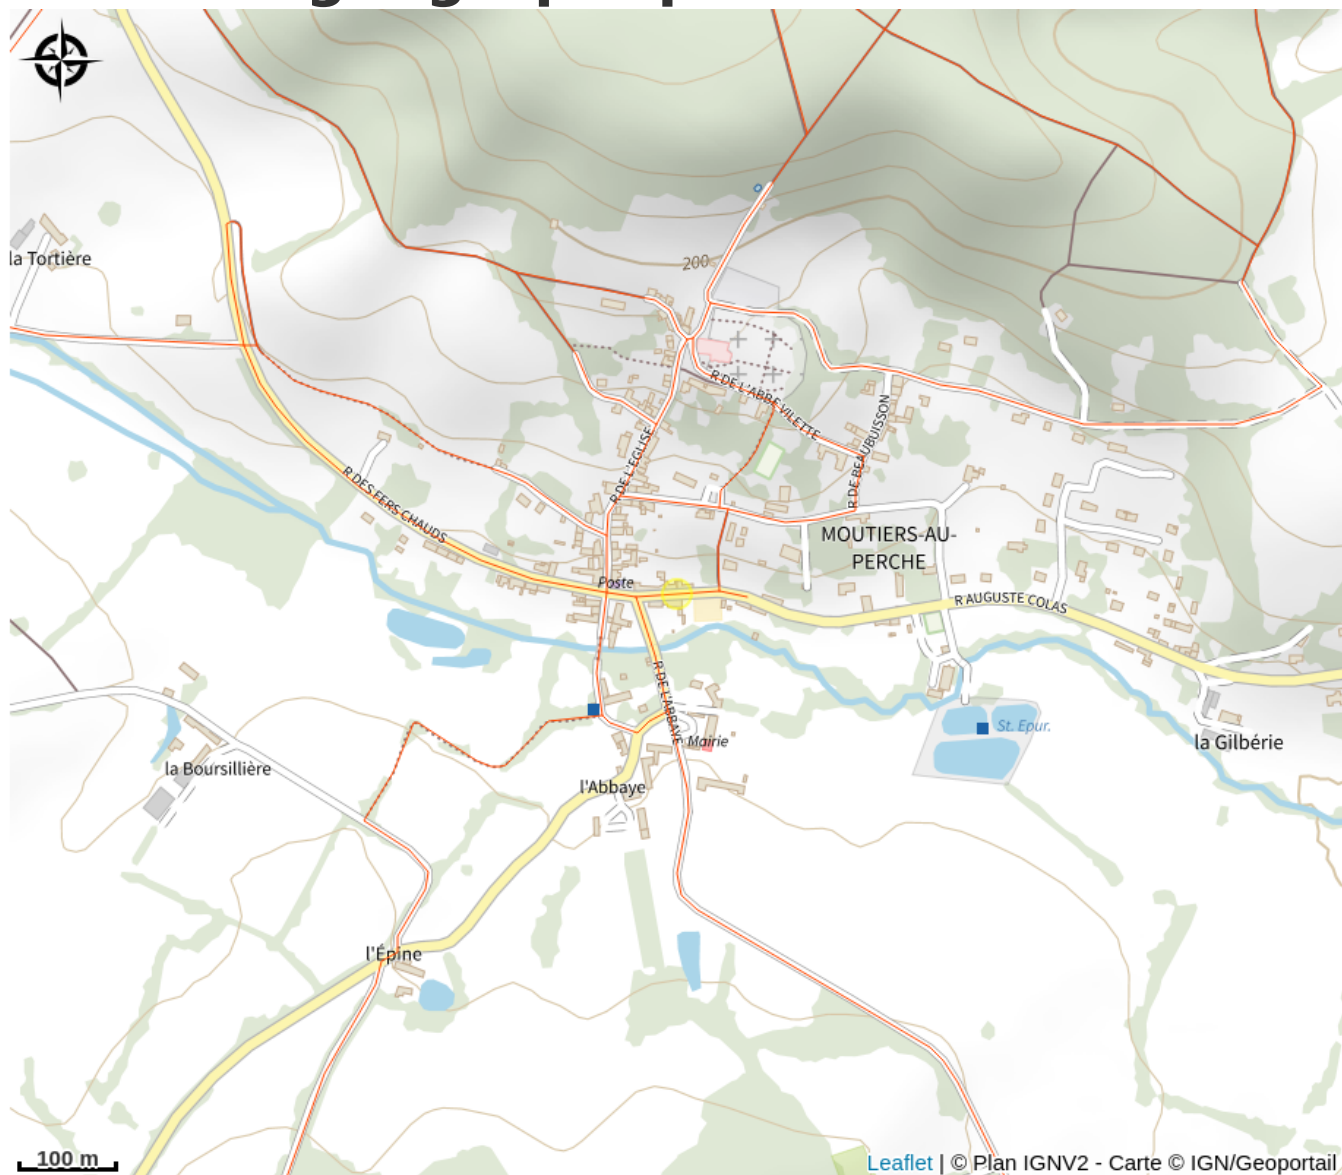 la Tortière
200
R DE L'ABBÉ VILETTE
R DE L'EGLISE
R DE BEAUBUISSON
R DES FERS CHAUDS
MOUTIERS-AU-
PERCHE
Poste
R AUGUSTE COLAS
R DE L'ABBAYE
St. Epur.
Mairie
la Gilbérie
la Boursillière
l'Abbaye
l'Épine
100 m
Leaflet | © Plan IGNV2 - Carte © IGN/Geoportail